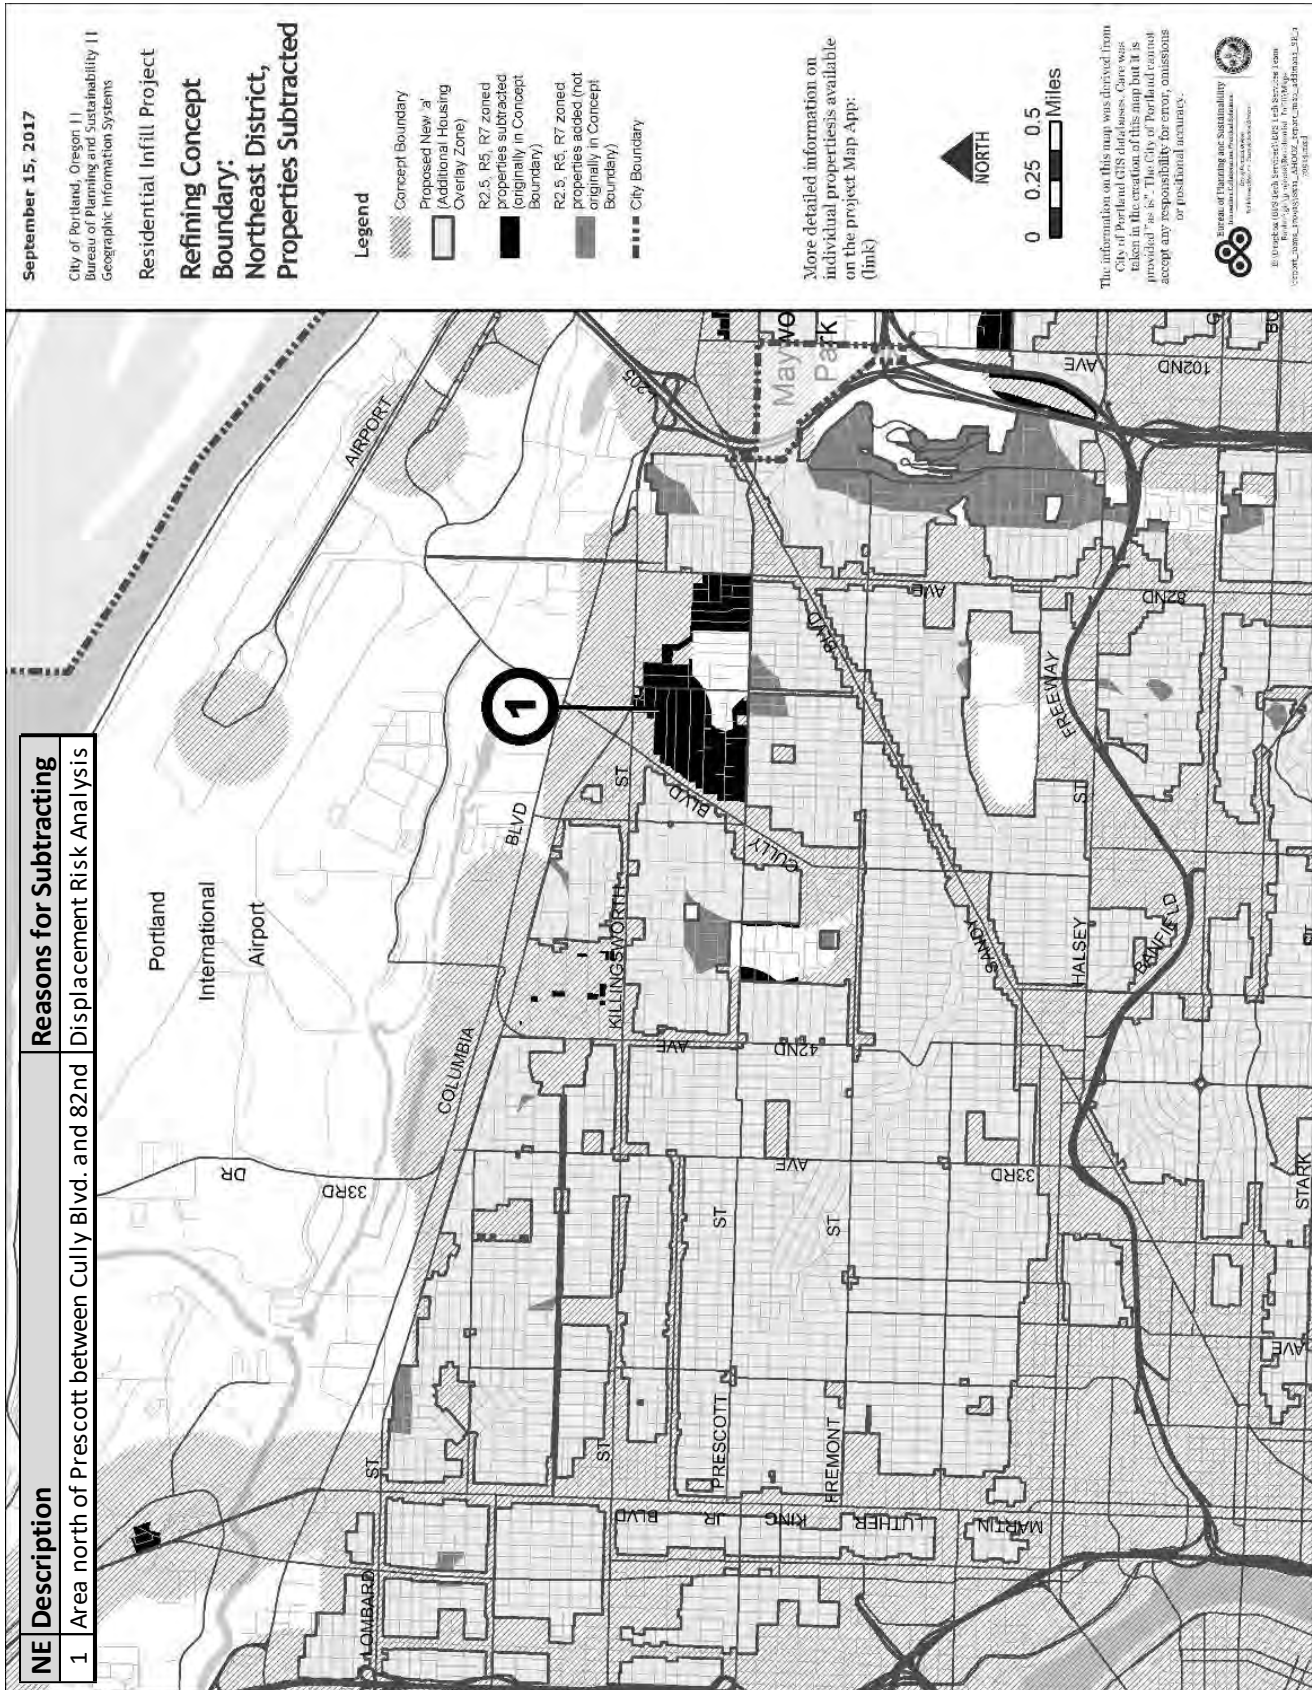 NE Description
Reasons for Subtracting
1 Area north of Prescott between Cully Blvd. and 82nd
Displacement Risk Analysis
September 15, 2017
City of Portland, Oregon ||
Bureau of Planning and Sustainability ||
Geographic Information Systems
Residential Infill Project
Refining Concept
Boundary:
Northeast District,
Properties Subtracted
Legend
Concept Boundary
Proposed New 'a'
(Additional Housing
Overlay Zone)
R2.5, R5, R7 zoned
properties subtracted
(originally in Concept
Boundary)
R2.5, R5, R7 zoned
properties added (not
originally in Concept
Boundary)
City Boundary
More detailed information on
individual properties is available
on the project Map App:
(link)
NORTH
0 0.25 0.5
Miles
The information on this map was derived from
City of Portland GIS databases. Care was
taken in the creation of this map but it is
provided "as is". The City of Portland cannot
accept any responsibility for error, omissions
or positional accuracy.
Bureau of Planning and Sustainability
Portland
International
Airport
AIRPORT
I-205
Maywo
Park
1
COLUMBIA
BLVD
33RD
DR
LOMBARD
ST
KILLINGSWORTH
ST
ST
CULLY
BLVD
PRESCOTT
ST
FREMONT
ST
SANDY
BLVD
HALSEY
ST
BANFIELD
FREEWAY
STARK
ST
MARTIN
LUTHER
KING
JR
BLVD
33RD
AVE
42ND
AVE
82ND
AVE
102ND
AVE
AVE